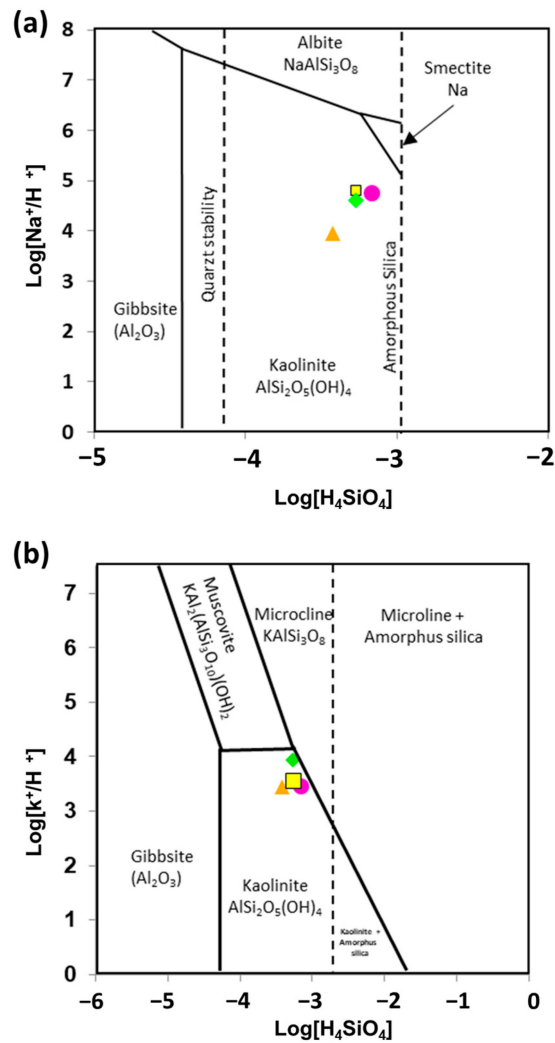 (a)
8
7
6
5
4
3
2
1
0
Log[Na⁺/H ⁺]
Albite
NaAlSi₃O₈
Smectite
Na
Quarzt stability
Amorphous Silica
Gibbsite
(Al₂O₃)
Kaolinite
AlSi₂O₅(OH)₄
−5 −4 −3 −2
Log[H₄SiO₄]
(b)
7
6
5
4
3
2
1
0
Log[k⁺/H ⁺]
Muscovite
KAl₂(AlSi₃O₁₀)(OH)₂
Microcline
KAlSi₃O₈
Microline +
Amorphus silica
Gibbsite
(Al₂O₃)
Kaolinite
AlSi₂O₅(OH)₄
Kaolinite +
Amorphus
silica
−6 −5 −4 −3 −2 −1 0
Log[H₄SiO₄]